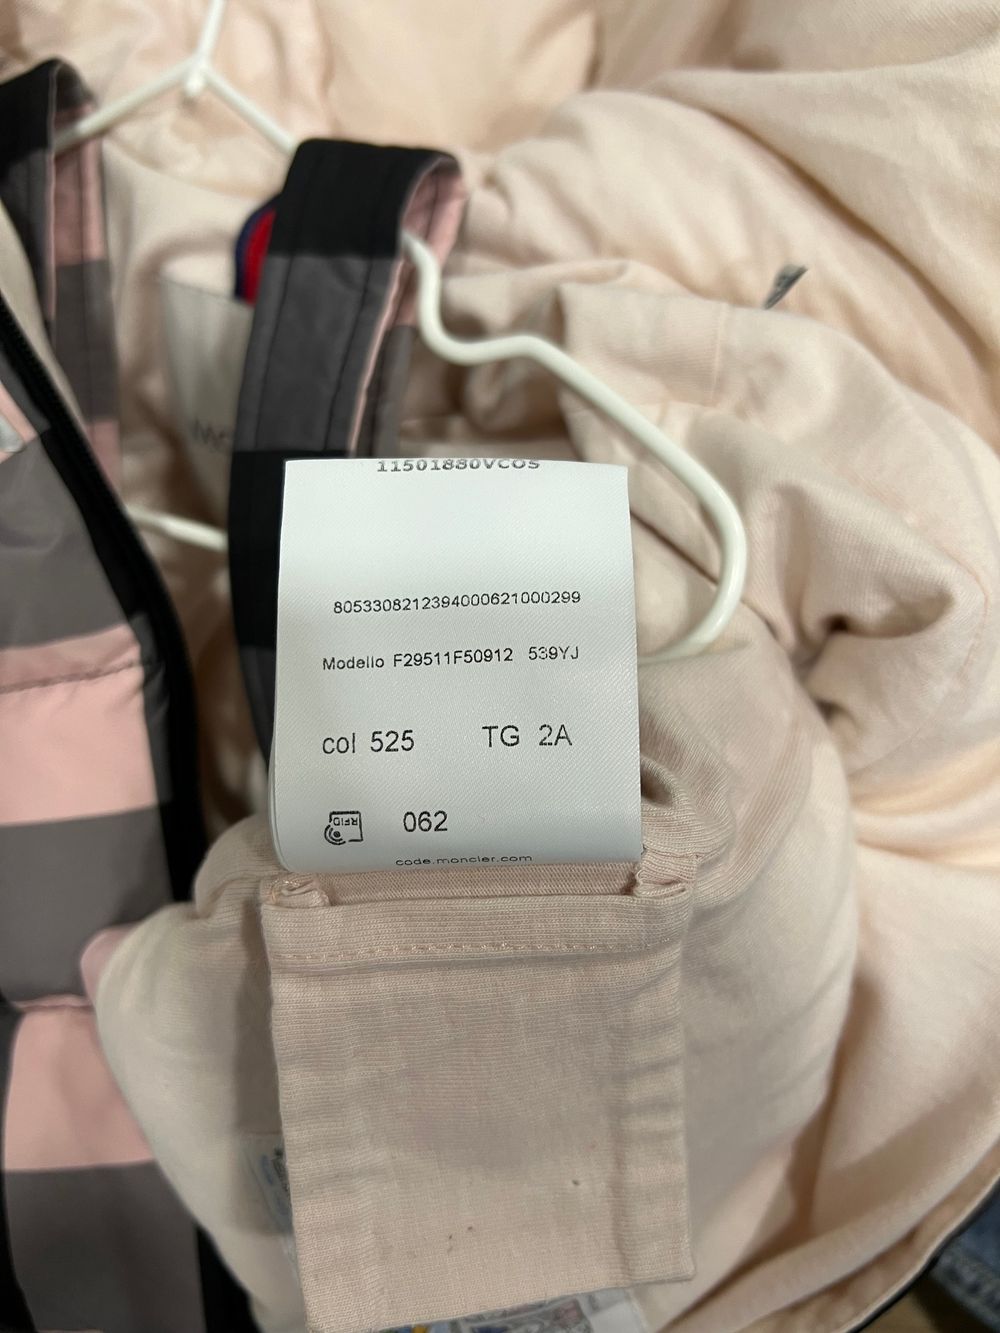 11501880VCOS
8053308212394000621000299
Modello F29511F50912 539YJ
col 525 TG 2A
RFID
062
code.moncler.com